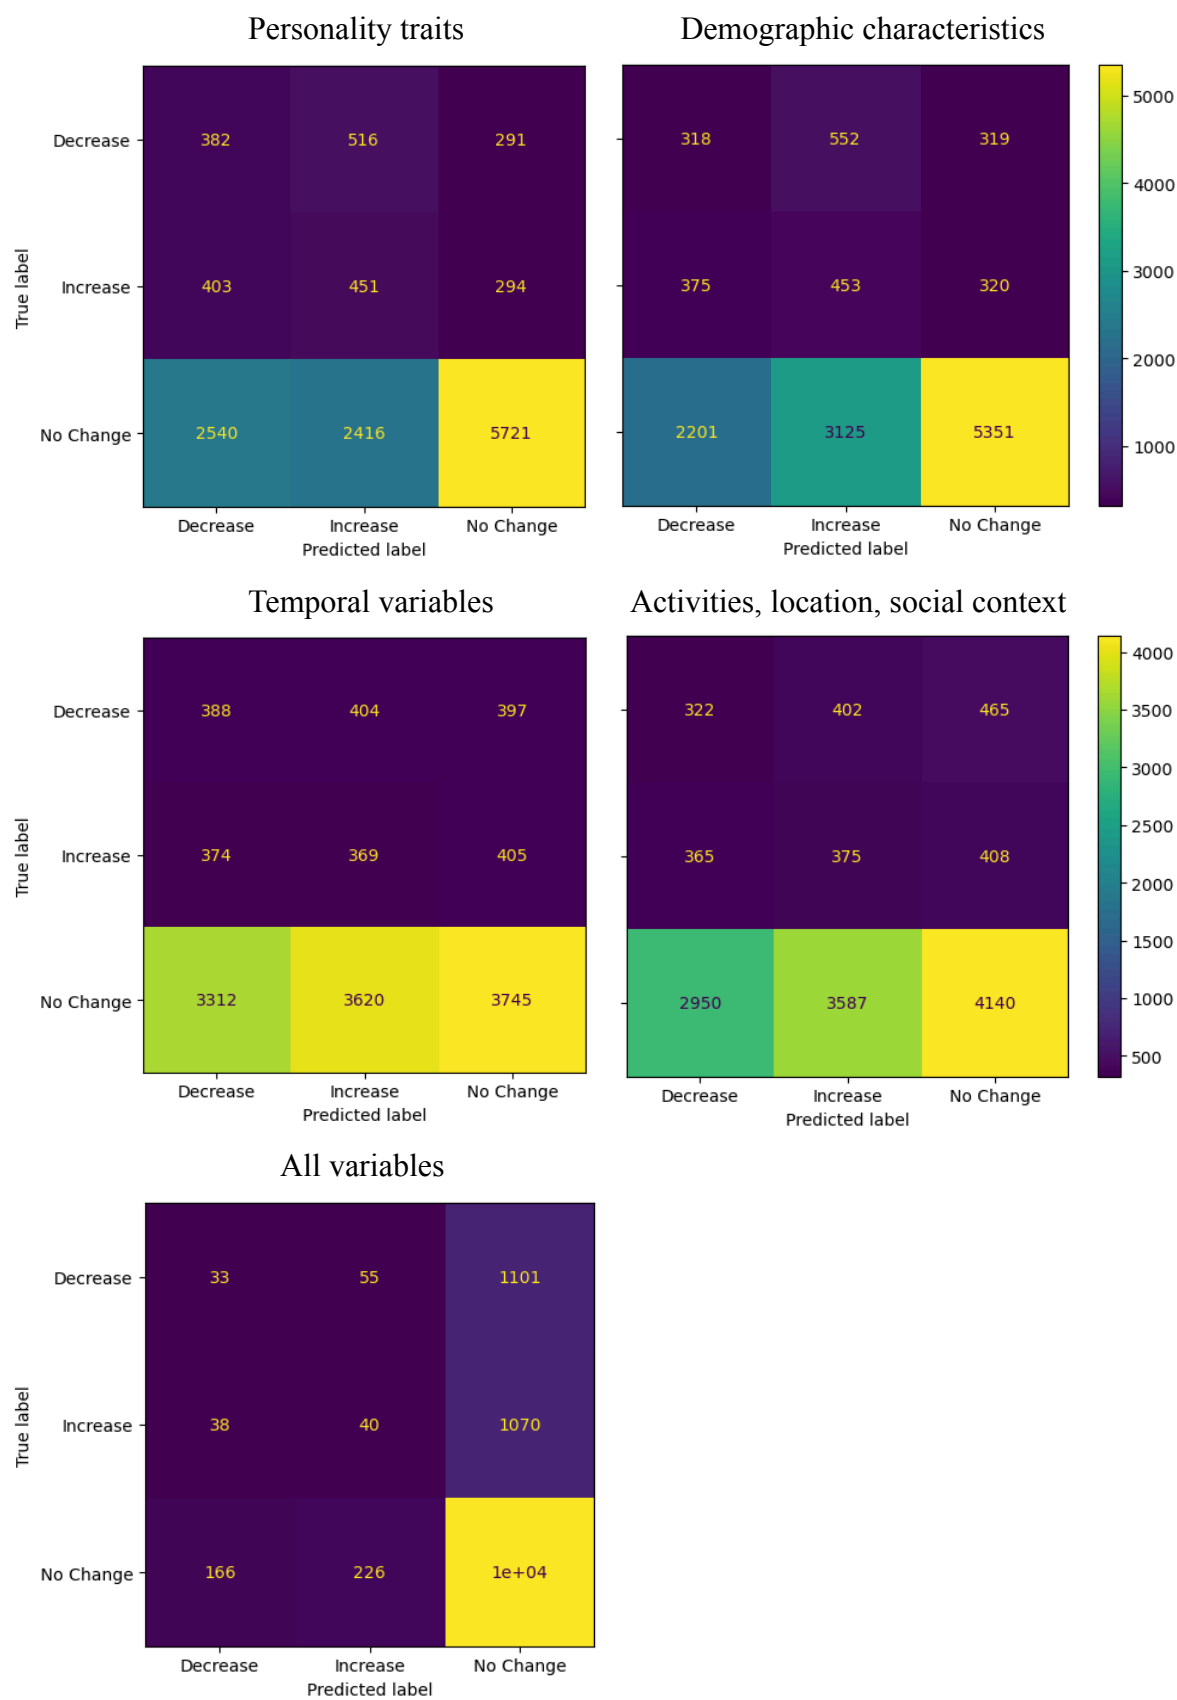 Personality traits
Demographic characteristics
True label
Decrease 382 516 291
Increase 403 451 294
No Change 2540 2416 5721
Decrease Increase No Change
Predicted label
318 552 319
375 453 320
2201 3125 5351
Decrease Increase No Change
Predicted label
5000
4000
3000
2000
1000
Temporal variables
Activities, location, social context
True label
Decrease 388 404 397
Increase 374 369 405
No Change 3312 3620 3745
Decrease Increase No Change
Predicted label
322 402 465
365 375 408
2950 3587 4140
Decrease Increase No Change
Predicted label
4000
3500
3000
2500
2000
1500
1000
500
All variables
True label
Decrease 33 55 1101
Increase 38 40 1070
No Change 166 226 1e+04
Decrease Increase No Change
Predicted label